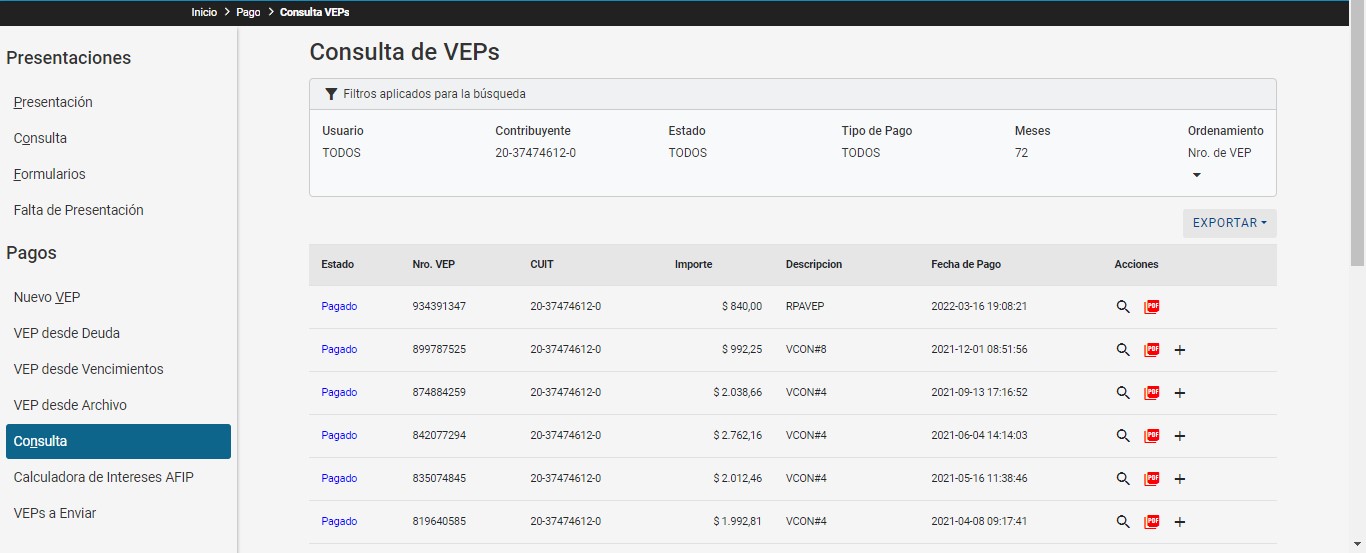 Inicio > Pago > Consulta VEPs
Presentaciones
Presentación
Consulta
Formularios
Falta de Presentación
Pagos
Nuevo VEP
VEP desde Deuda
VEP desde Vencimientos
VEP desde Archivo
Consulta
Calculadora de Intereses AFIP
VEPs a Enviar
Consulta de VEPs
Filtros aplicados para la búsqueda
Usuario Contribuyente Estado Tipo de Pago Meses Ordenamiento
TODOS 20-37474612-0 TODOS TODOS 72 Nro. de VEP
EXPORTAR
Estado Nro. VEP CUIT Importe Descripcion Fecha de Pago Acciones
Pagado 934391347 20-37474612-0 $ 840,00 RPAVEP 2022-03-16 19:08:21 PDF
Pagado 899787525 20-37474612-0 $ 992,25 VCON#8 2021-12-01 08:51:56 PDF +
Pagado 874884259 20-37474612-0 $ 2.038,66 VCON#4 2021-09-13 17:16:52 PDF +
Pagado 842077294 20-37474612-0 $ 2.762,16 VCON#4 2021-06-04 14:14:03 PDF +
Pagado 835074845 20-37474612-0 $ 2.012,46 VCON#4 2021-05-16 11:38:46 PDF +
Pagado 819640585 20-37474612-0 $ 1.992,81 VCON#4 2021-04-08 09:17:41 PDF +